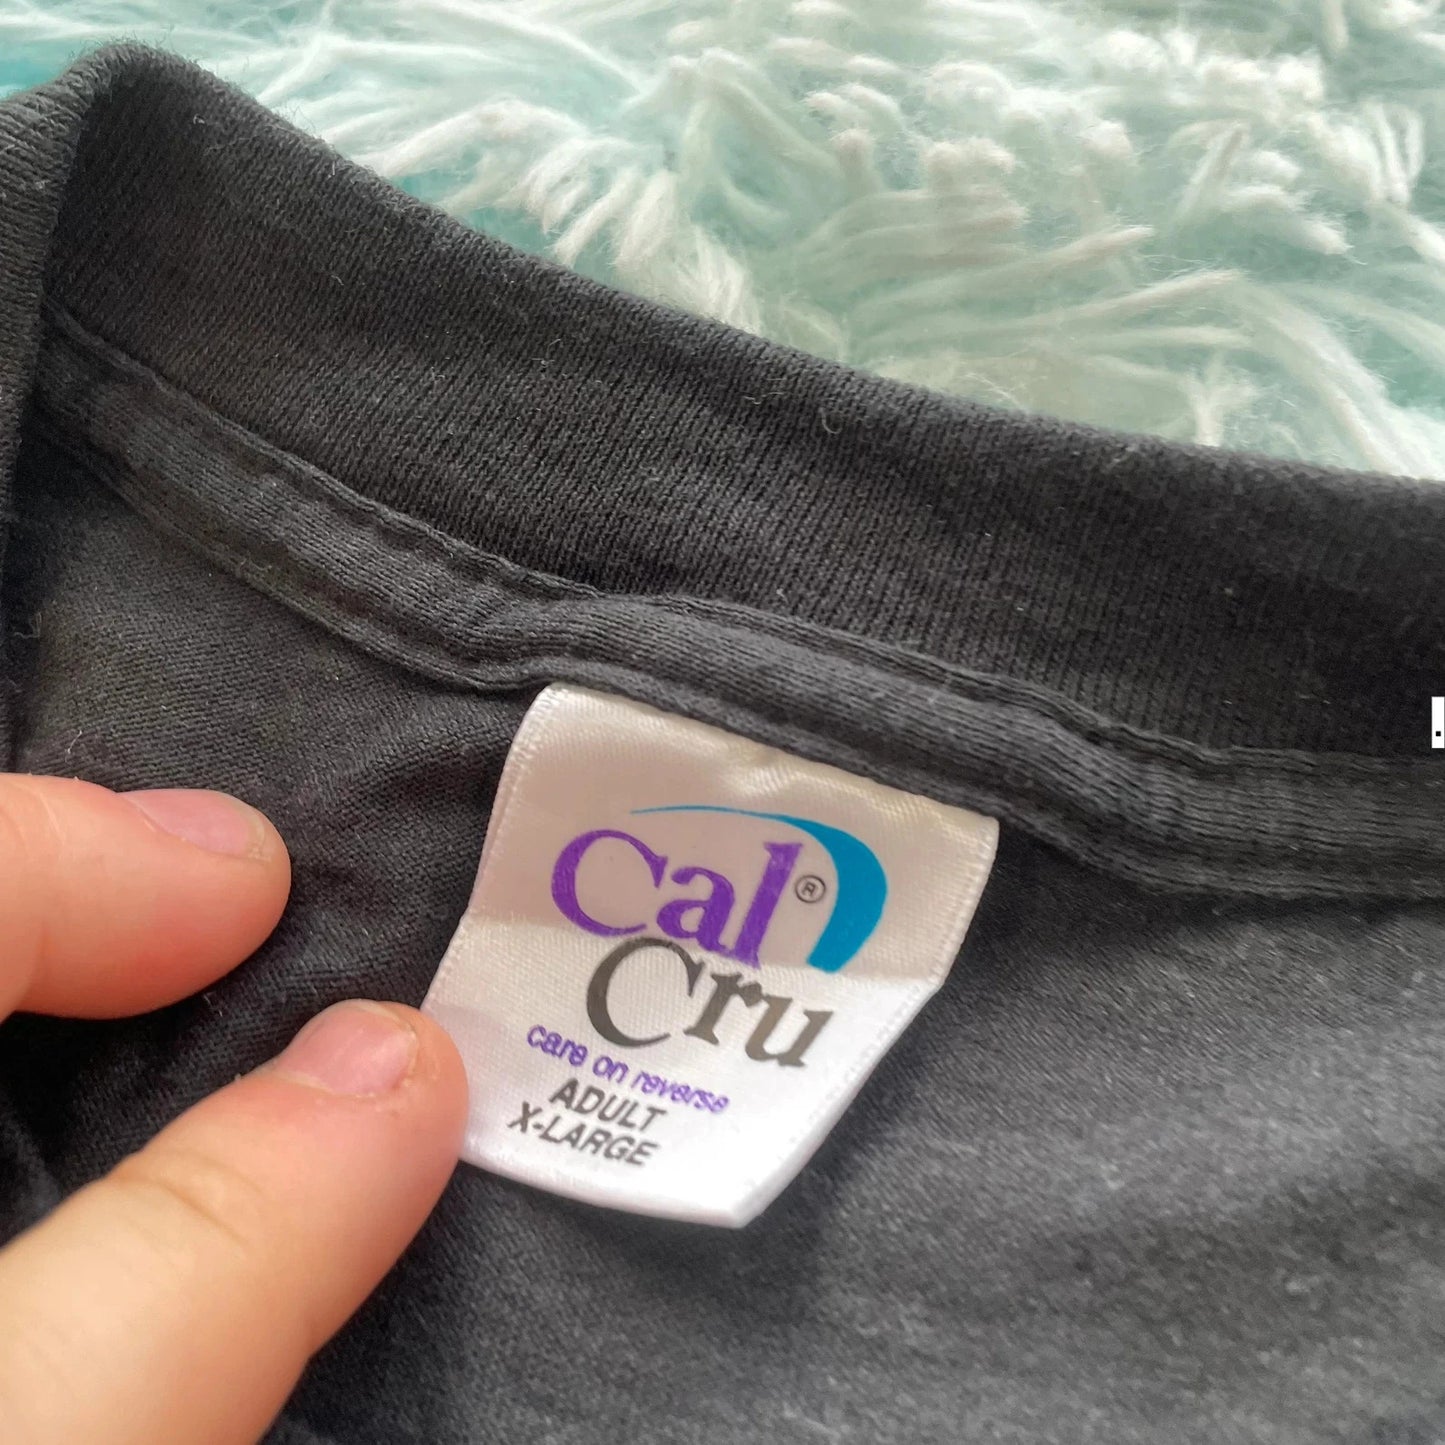 Cal®
Cru
care on reverse
ADULT
X-LARGE
.